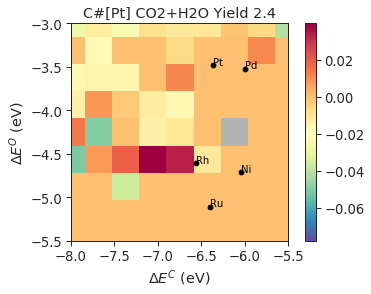 C#[Pt] CO2+H2O Yield 2.4
−3.0
−3.5
−4.0
−4.5
−5.0
−5.5
ΔE^O (eV)
Pt
Pd
Rh
Ni
Ru
−8.0 −7.5 −7.0 −6.5 −6.0 −5.5
ΔE^C (eV)
0.02
0.00
−0.02
−0.04
−0.06